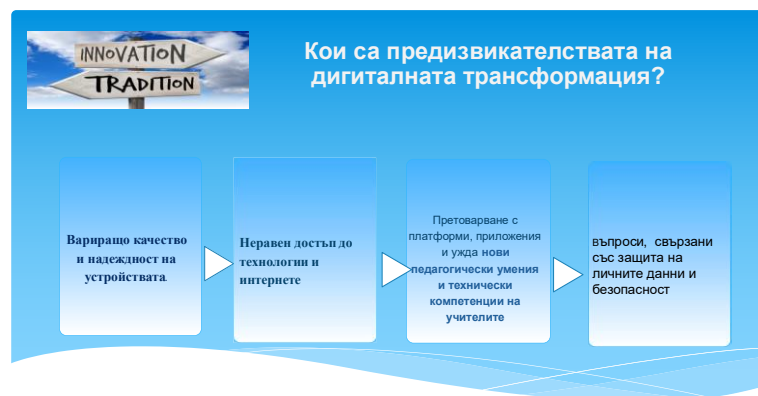 INNOVATION
TRADITION
Кои са предизвикателствата на
дигиталната трансформация?
Вариращо качество
и надеждност на
устройствата.
Неравен достъп до
технологии и
интернете
Претоварване с
платформи, приложения
и ужда нови
педагогически умения
и технически
компетенции на
учителите
въпроси, свързани
със защита на
личните данни и
безопасност